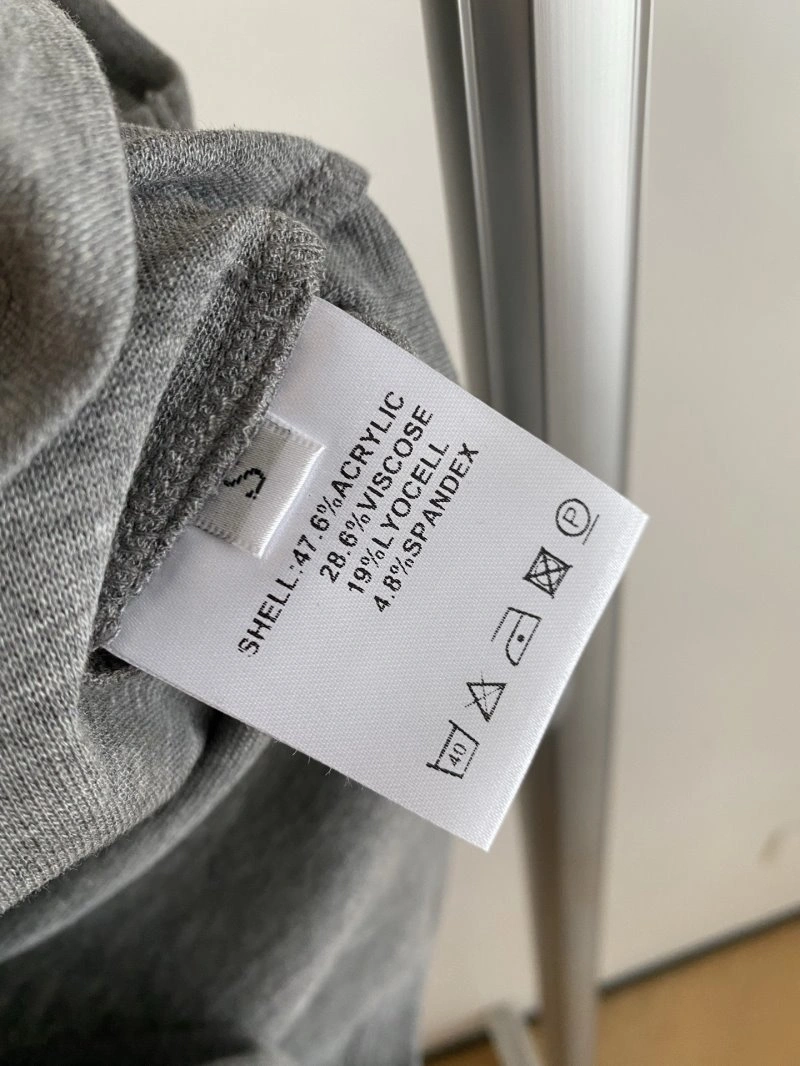 S
SHELL:47.6%ACRYLIC
28.6%VISCOSE
19%LYOCELL
4.8%SPANDEX
40
P